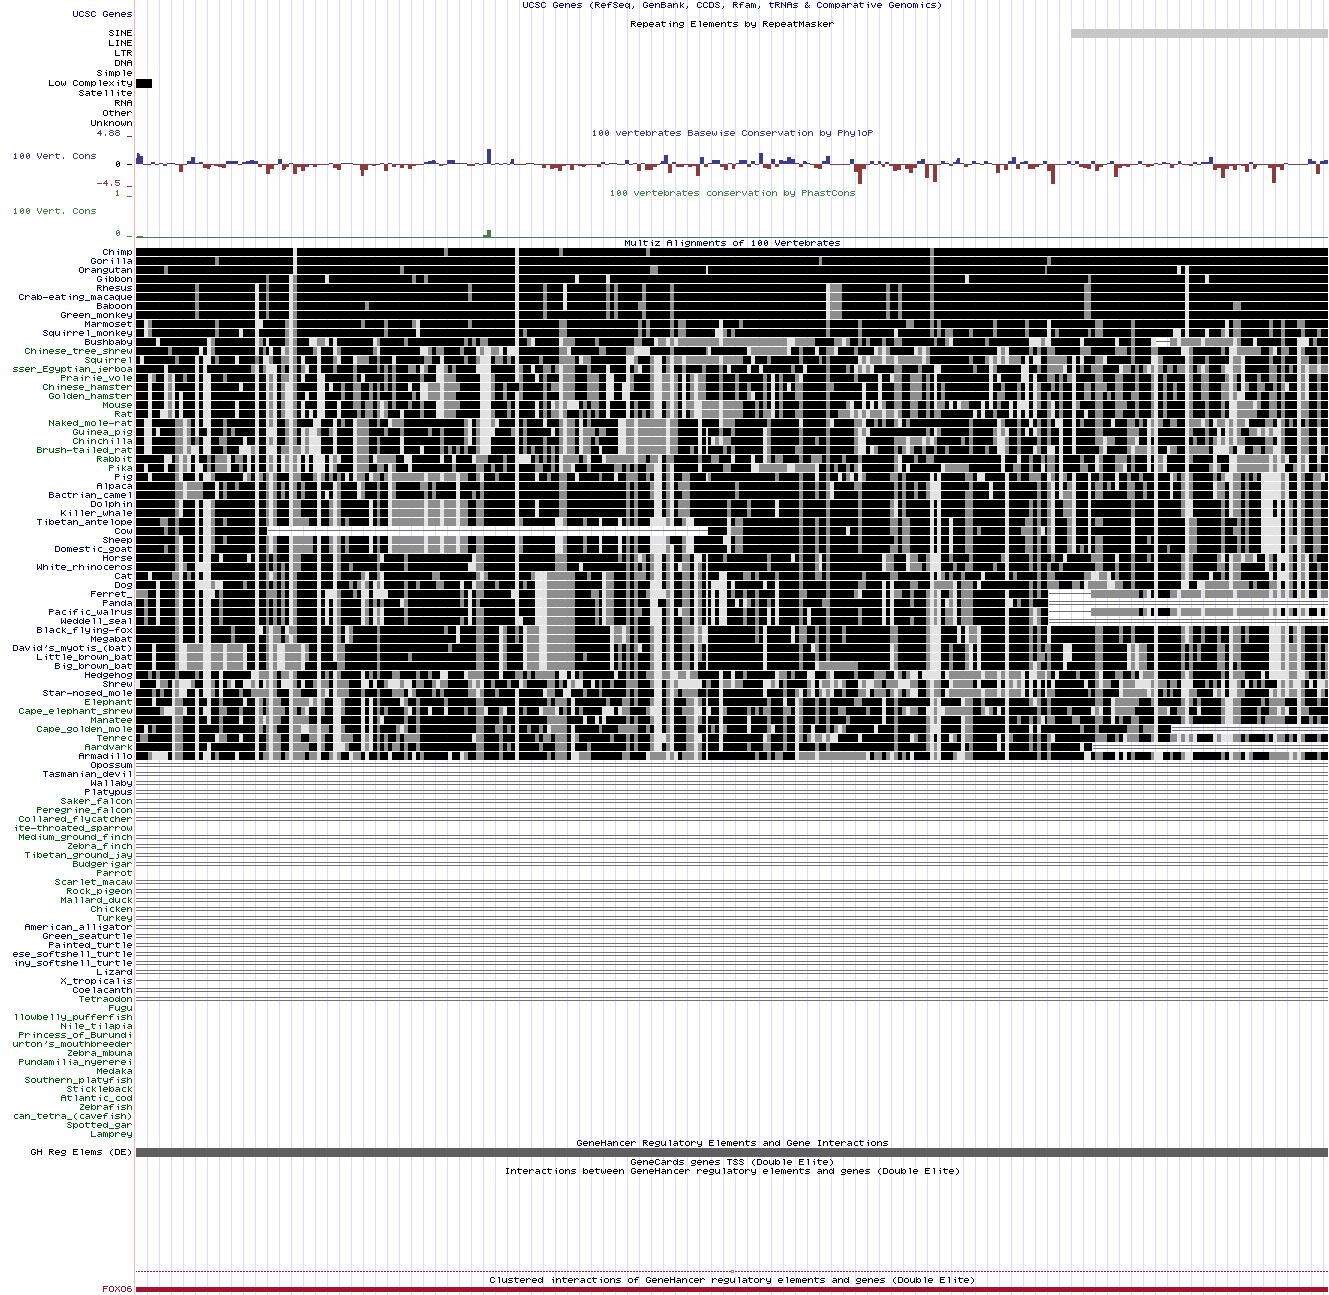 UCSC Genes (RefSeq, GenBank, CCDS, Rfam, tRNAs & Comparative Genomics)
UCSC Genes
Repeating Elements by RepeatMasker
SINE
LINE
LTR
DNA
Simple
Low Complexity
Satellite
RNA
Other
Unknown
4.88 _
100 vertebrates Basewise Conservation by PhyloP
100 Vert. Cons
0 _
-4.5 _
100 vertebrates conservation by PhastCons
1 _
100 Vert. Cons
0 _
Multiz Alignments of 100 Vertebrates
Chimp
Gorilla
Orangutan
Gibbon
Rhesus
Crab-eating_macaque
Baboon
Green_monkey
Marmoset
Squirrel_monkey
Bushbaby
Chinese_tree_shrew
Squirrel
sser_Egyptian_jerboa
Prairie_vole
Chinese_hamster
Golden_hamster
Mouse
Rat
Naked_mole-rat
Guinea_pig
Chinchilla
Brush-tailed_rat
Rabbit
Pika
Pig
Alpaca
Bactrian_camel
Dolphin
Killer_whale
Tibetan_antelope
Cow
Sheep
Domestic_goat
Horse
White_rhinoceros
Cat
Dog
Ferret_
Panda
Pacific_walrus
Weddell_seal
Black_flying-fox
Megabat
David's_myotis_(bat)
Little_brown_bat
Big_brown_bat
Hedgehog
Shrew
Star-nosed_mole
Elephant
Cape_elephant_shrew
Manatee
Cape_golden_mole
Tenrec
Aardvark
Armadillo
Opossum
Tasmanian_devil
Wallaby
Platypus
Saker_falcon
Peregrine_falcon
Collared_flycatcher
ite-throated_sparrow
Medium_ground_finch
Zebra_finch
Tibetan_ground_jay
Budgerigar
Parrot
Scarlet_macaw
Rock_pigeon
Mallard_duck
Chicken
Turkey
American_alligator
Green_seaturtle
Painted_turtle
ese_softshell_turtle
iny_softshell_turtle
Lizard
X_tropicalis
Coelacanth
Tetraodon
Fugu
llowbelly_pufferfish
Nile_tilapia
Princess_of_Burundi
urton's_mouthbreeder
Zebra_mbuna
Pundamilia_nyererei
Medaka
Southern_platyfish
Stickleback
Atlantic_cod
Zebrafish
can_tetra_(cavefish)
Spotted_gar
Lamprey
GeneHancer Regulatory Elements and Gene Interactions
GH Reg Elems (DE)
GeneCards genes TSS (Double Elite)
Interactions between GeneHancer regulatory elements and genes (Double Elite)
Clustered interactions of GeneHancer regulatory elements and genes (Double Elite)
FOXO6